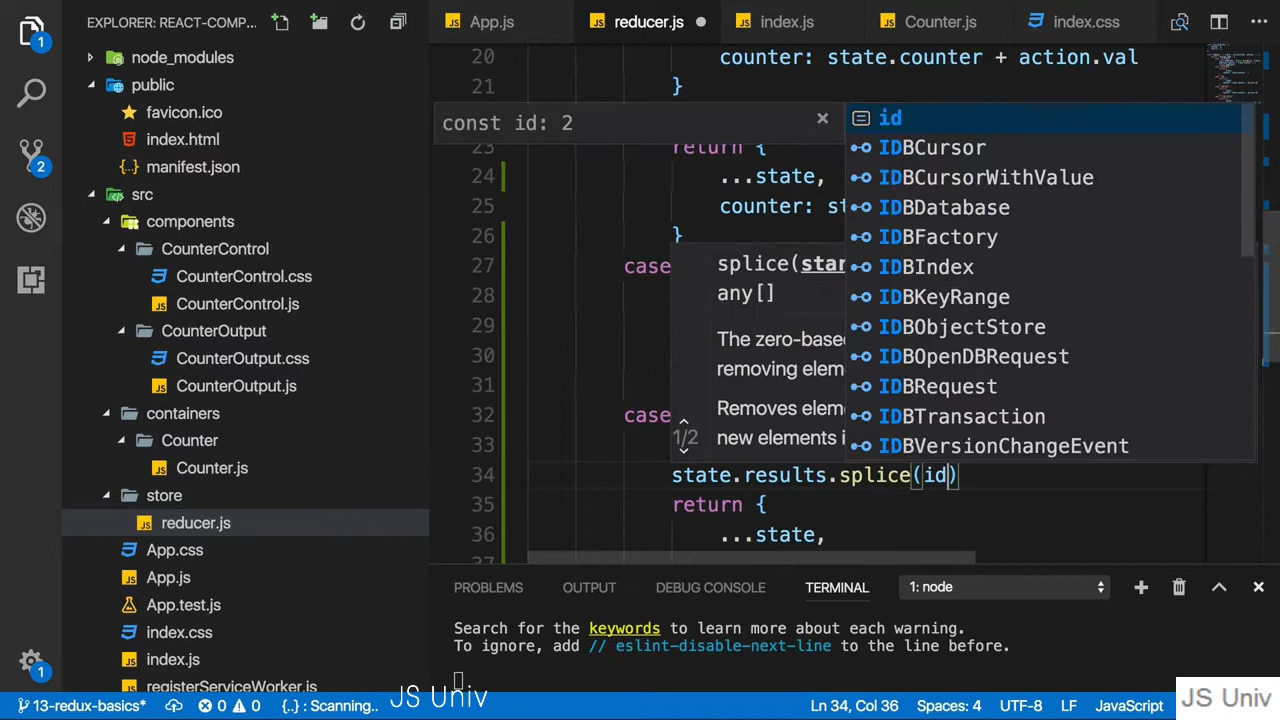 EXPLORER: REACT-COMP...
App.js
reducer.js
index.js
Counter.js
index.css
node_modules
public
favicon.ico
index.html
manifest.json
src
components
CounterControl
CounterControl.css
CounterControl.js
CounterOutput
CounterOutput.css
CounterOutput.js
containers
Counter
Counter.js
store
reducer.js
App.css
App.js
App.test.js
index.css
index.js
registerServiceWorker.js
1
2
1
20 counter: state.counter + action.val
21 }
const id: 2
23 return {
24 ...state,
25 counter: st
26 }
27 case
28
29
30
31
32 case
33
34 state.results.splice(id)
35 return {
36 ...state,
37
splice(star
any[]
The zero-base
removing elem
Removes elem
new elements i
1/2
id
IDBCursor
IDBCursorWithValue
IDBDatabase
IDBFactory
IDBIndex
IDBKeyRange
IDBObjectStore
IDBOpenDBRequest
IDBRequest
IDBTransaction
IDBVersionChangeEvent
PROBLEMS OUTPUT DEBUG CONSOLE TERMINAL 1: node
Search for the keywords to learn more about each warning.
To ignore, add // eslint-disable-next-line to the line before.
JS Univ
13-redux-basics* 0 0 {..} : Scanning.. Ln 34, Col 36 Spaces: 4 UTF-8 LF JavaScript
JS Univ